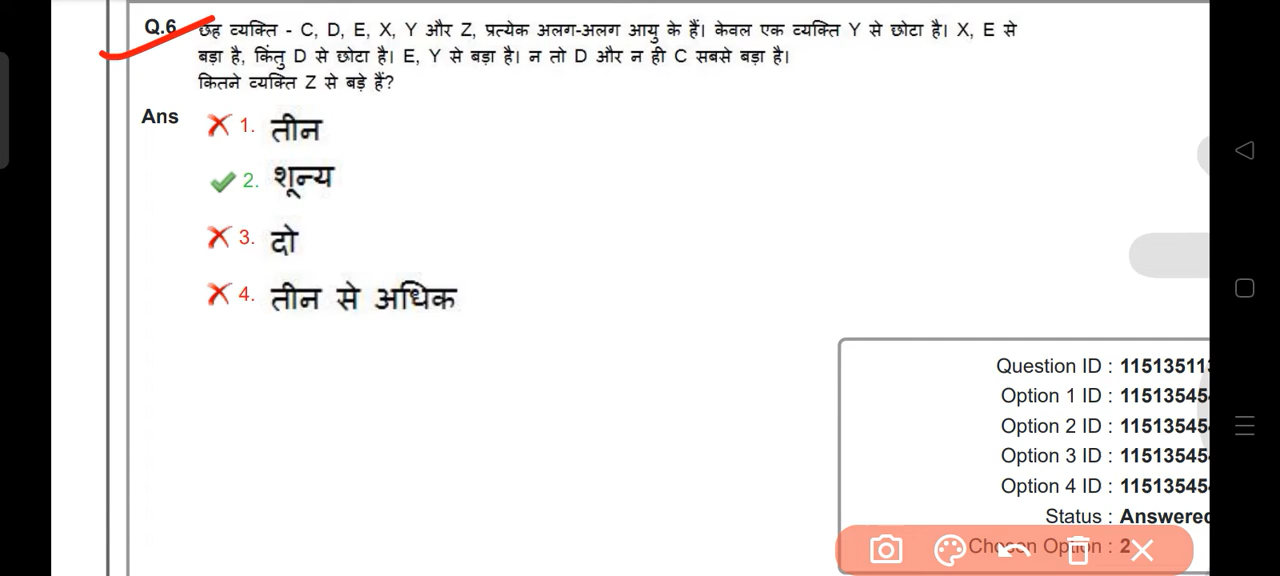 Q.6 छह व्यक्ति - C, D, E, X, Y और Z, प्रत्येक अलग-अलग आयु के हैं। केवल एक व्यक्ति Y से छोटा है। X, E से
बड़ा है, किंतु D से छोटा है। E, Y से बड़ा है। न तो D और न ही C सबसे बड़ा है।
कितने व्यक्ति Z से बड़े हैं?
Ans
1. तीन
2. शून्य
3. दो
4. तीन से अधिक
Question ID : 11513511
Option 1 ID : 11513545
Option 2 ID : 11513545
Option 3 ID : 11513545
Option 4 ID : 11513545
Status : Answered
Chosen Option : 2